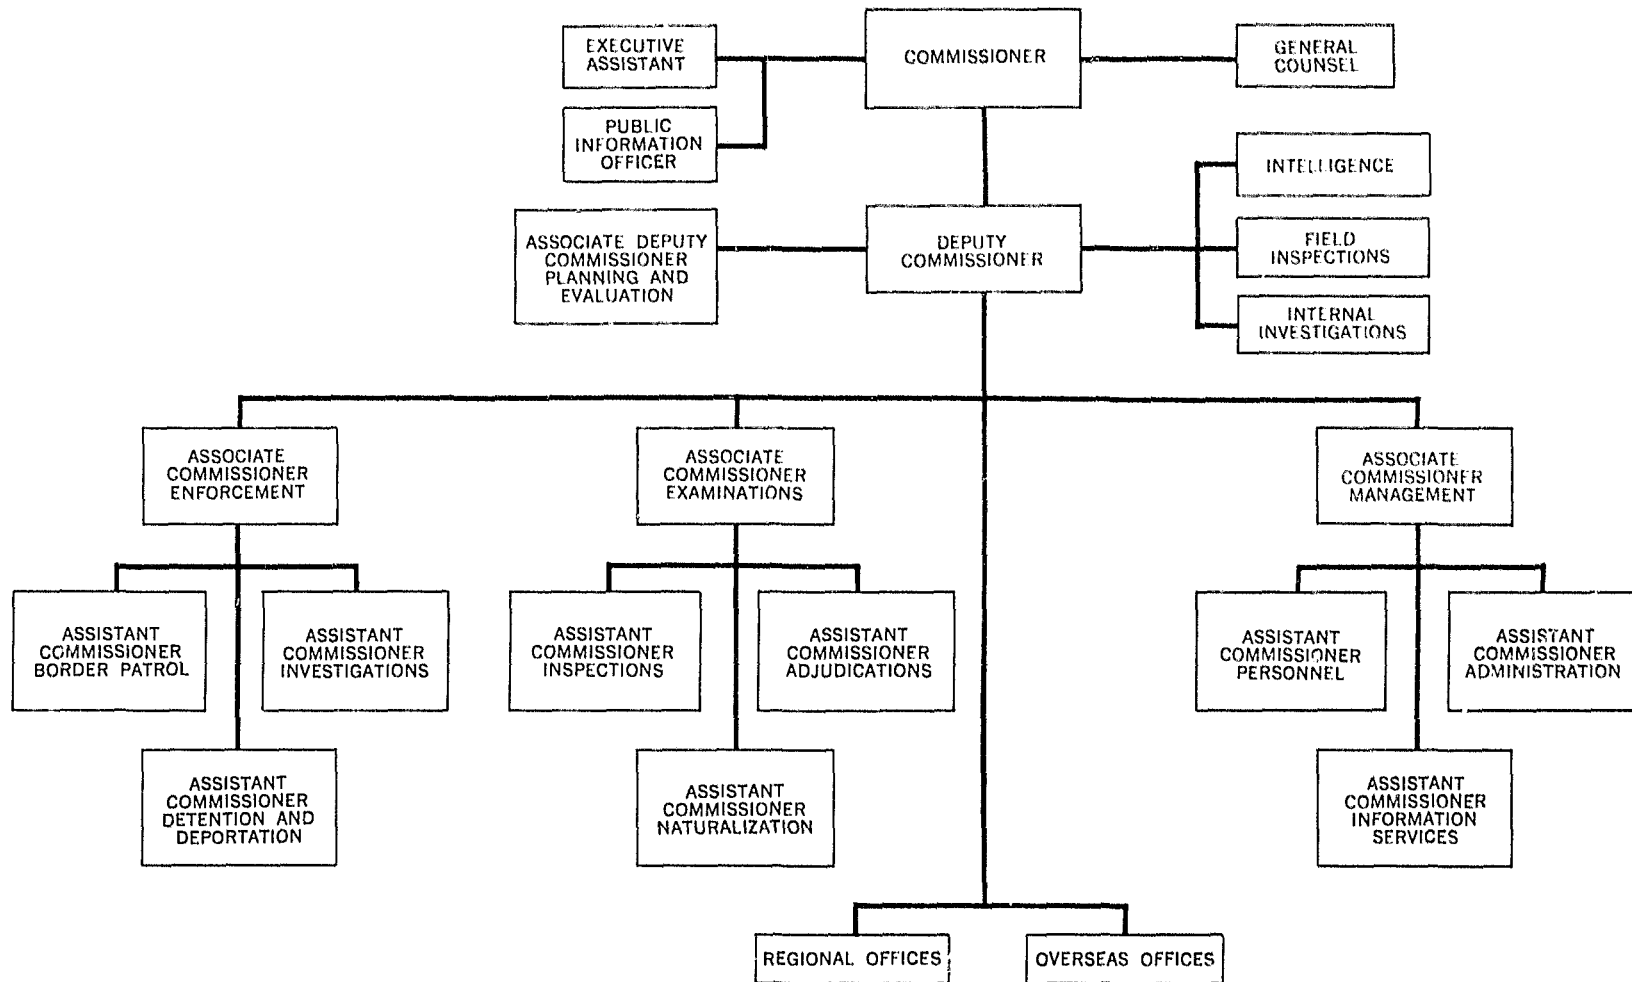 EXECUTIVE
ASSISTANT
COMMISSIONER
GENERAL
COUNSEL
PUBLIC
INFORMATION
OFFICER
INTELLIGENCE
ASSOCIATE DEPUTY
COMMISSIONER
PLANNING AND
EVALUATION
DEPUTY
COMMISSIONER
FIELD
INSPECTIONS
INTERNAL
INVESTIGATIONS
ASSOCIATE
COMMISSIONER
ENFORCEMENT
ASSOCIATE
COMMISSIONER
EXAMINATIONS
ASSOCIATE
COMMISSIONER
MANAGEMENT
ASSISTANT
COMMISSIONER
BORDER PATROL
ASSISTANT
COMMISSIONER
INVESTIGATIONS
ASSISTANT
COMMISSIONER
INSPECTIONS
ASSISTANT
COMMISSIONER
ADJUDICATIONS
ASSISTANT
COMMISSIONER
PERSONNEL
ASSISTANT
COMMISSIONER
ADMINISTRATION
ASSISTANT
COMMISSIONER
DETENTION AND
DEPORTATION
ASSISTANT
COMMISSIONER
NATURALIZATION
ASSISTANT
COMMISSIONER
INFORMATION
SERVICES
REGIONAL OFFICES
OVERSEAS OFFICES